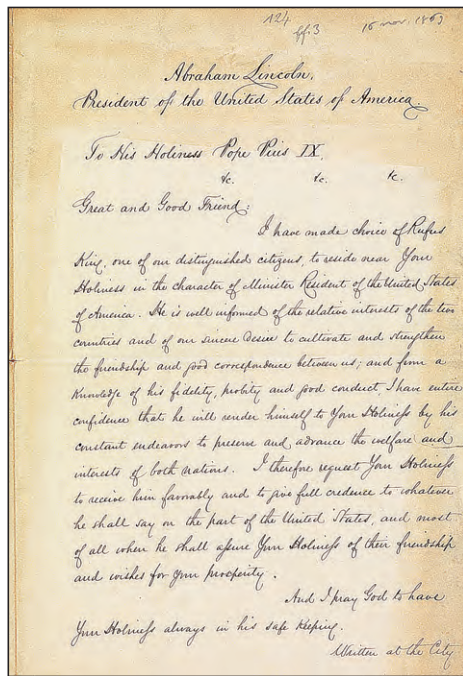 124
ff. 3
16 nov. 1863
Abraham Lincoln,
President of the United States of America.
To His Holiness Pope Pius IX,
&c. &c. &c.
Great and Good Friend:
I have made choice of Rufus
King, one of our distinguished citizens, to reside near Your
Holiness in the character of Minister Resident of the United States
of America. He is well informed of the relative interests of the two
countries and of our sincere desire to cultivate and strengthen
the friendship and good correspondence between us; and from a
knowledge of his fidelity, probity and good conduct, I have entire
confidence that he will render himself to Your Holiness by his
constant endeavors to preserve and advance the welfare and
interests of both nations. I therefore request Your Holiness
to receive him favorably and to give full credence to whatever
he shall say on the part of the United States, and most
of all when he shall assure Your Holiness of their friendship
and wishes for your prosperity.
And I pray God to have
Your Holiness always in his safe keeping.
Written at the City